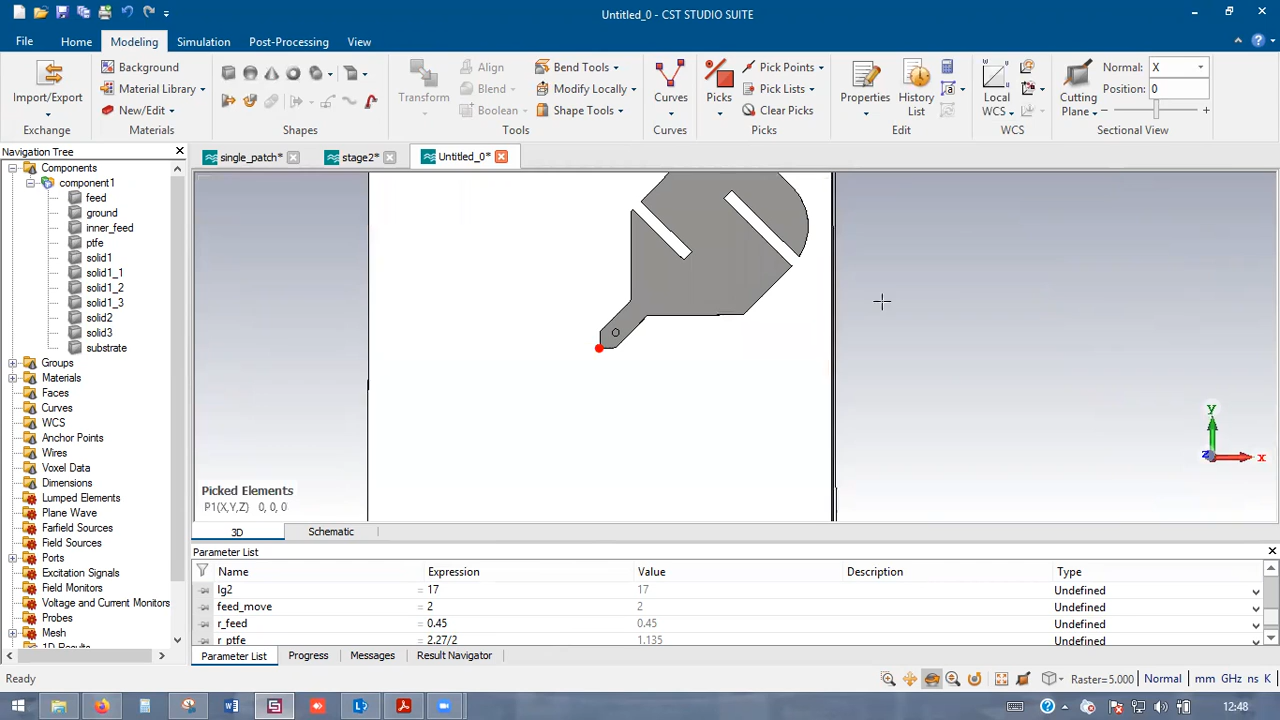 Untitled_0 - CST STUDIO SUITE
File Home Modeling Simulation Post-Processing View
Import/Export
Exchange
Background
Material Library
New/Edit
Materials
Shapes
Transform
Align
Blend
Boolean
Bend Tools
Modify Locally
Shape Tools
Tools
Curves
Curves
Picks
Pick Points
Pick Lists
Clear Picks
Picks
Properties
History
List
Edit
Local
WCS
WCS
Cutting
Plane
Normal: X
Position: 0
Sectional View
Navigation Tree
single_patch*
stage2*
Untitled_0*
Components
component1
feed
ground
inner_feed
ptfe
solid1
solid1_1
solid1_2
solid1_3
solid2
solid3
substrate
Groups
Materials
Faces
Curves
WCS
Anchor Points
Wires
Voxel Data
Dimensions
Lumped Elements
Plane Wave
Farfield Sources
Field Sources
Ports
Excitation Signals
Field Monitors
Voltage and Current Monitors
Probes
Mesh
1D Results
y
z
x
Picked Elements
P1(X,Y,Z) 0, 0, 0
3D
Schematic
Parameter List
Name Expression Value Description Type
lg2 = 17 17 Undefined
feed_move = 2 2 Undefined
r_feed = 0.45 0.45 Undefined
r_ptfe = 2.27/2 1.135 Undefined
Parameter List Progress Messages Result Navigator
Ready
Raster=5.000 Normal mm GHz ns K
12:48